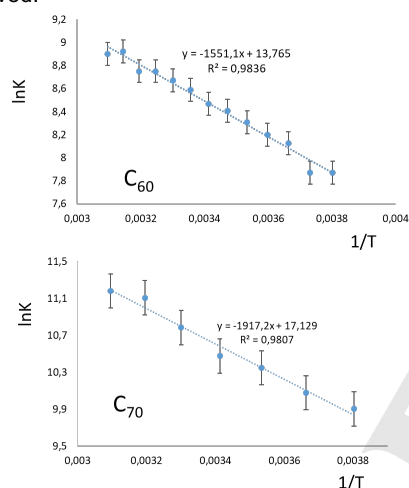 9,2
9
8,8
8,6
8,4
8,2
8
7,8
7,6
lnK
y = -1551,1x + 13,765
R² = 0,9836
C60
0,003
0,0032
0,0034
0,0036
0,0038
0,004
1/T
11,5
11,1
10,7
10,3
9,9
9,5
lnK
y = -1917,2x + 17,129
R² = 0,9807
C70
0,003
0,0032
0,0034
0,0036
0,0038
1/T